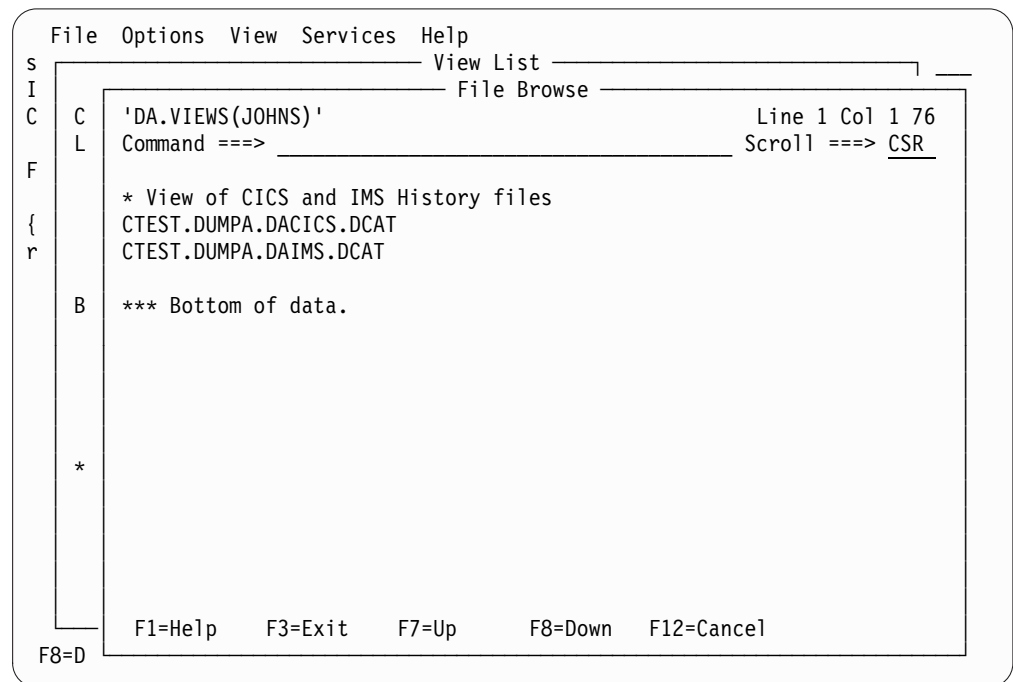 File Options View Services Help
s View List ___
I File Browse
C C 'DA.VIEWS(JOHNS)' Line 1 Col 1 76
L Command ===> ______________________________________ Scroll ===> CSR
F
* View of CICS and IMS History files
{ CTEST.DUMPA.DACICS.DCAT
r CTEST.DUMPA.DAIMS.DCAT
B *** Bottom of data.
*
F1=Help F3=Exit F7=Up F8=Down F12=Cancel
F8=D